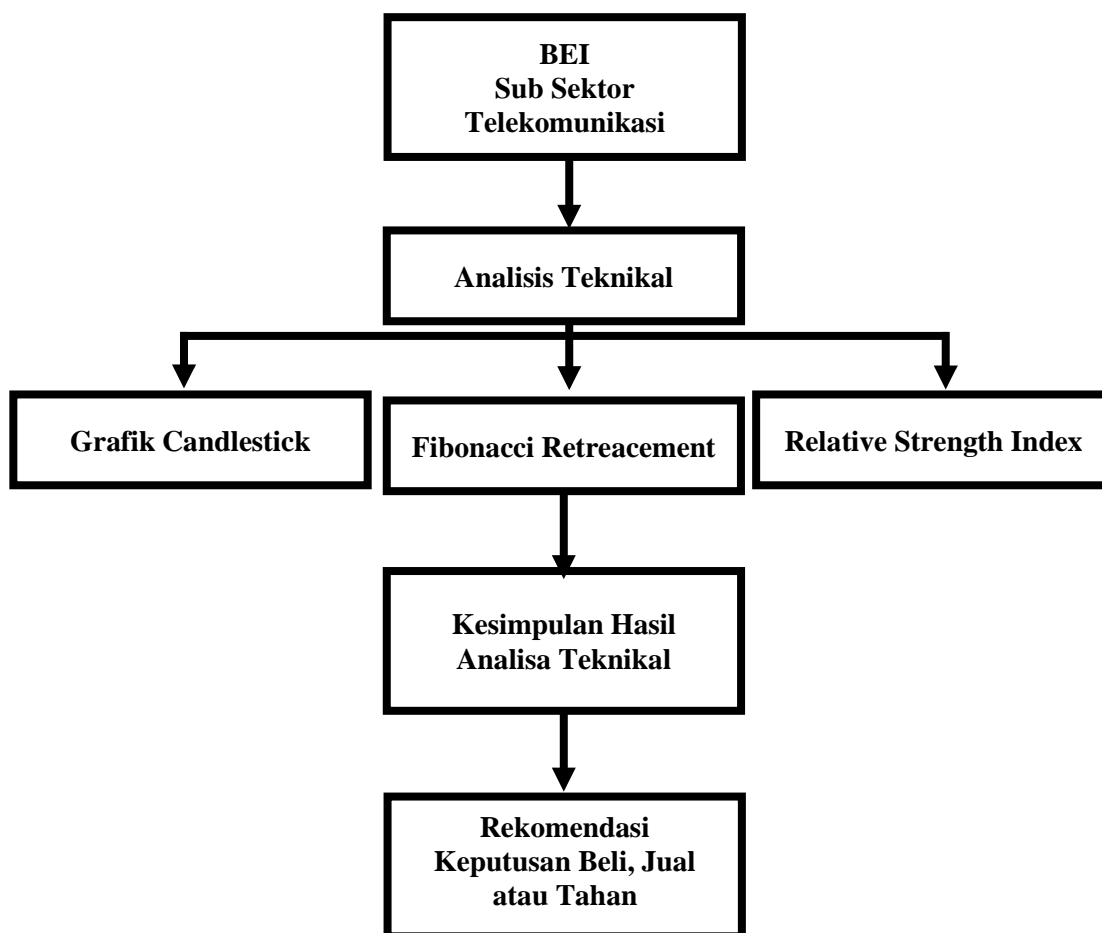 BEI
Sub Sektor
Telekomunikasi
Analisis Teknikal
Grafik Candlestick
Fibonacci Retreacement
Relative Strength Index
Kesimpulan Hasil
Analisa Teknikal
Rekomendasi
Keputusan Beli, Jual
atau Tahan